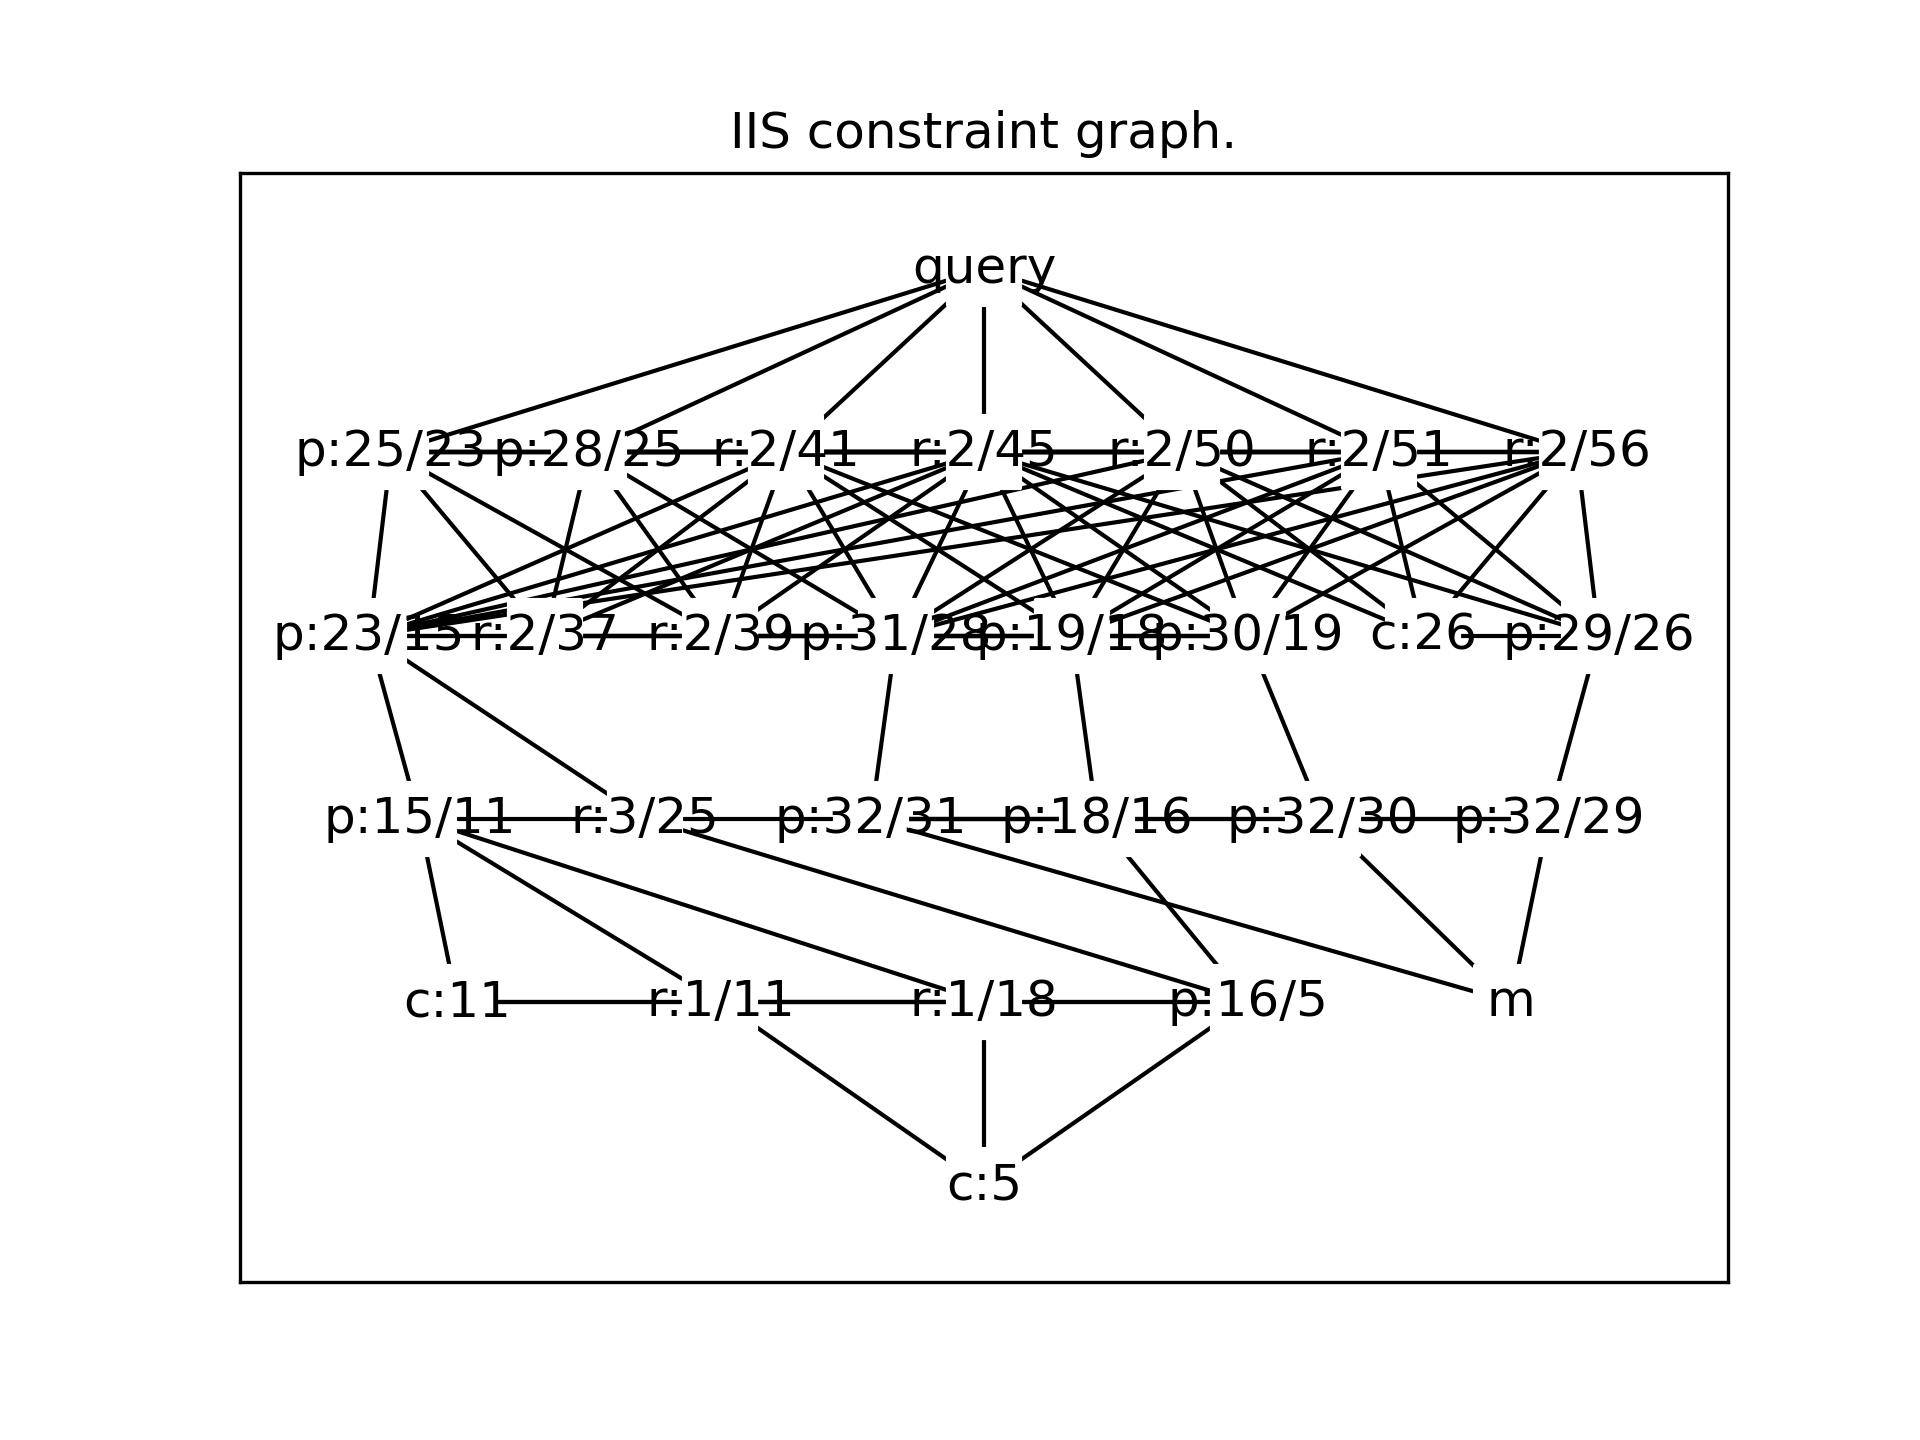 IIS constraint graph.
query
p:25/23 p:28/25 r:2/41 r:2/45 r:2/50 r:2/51 r:2/56
p:23/15 r:2/37 r:2/39 p:31/28 p:19/18 p:30/19 c:26 p:29/26
p:15/11 r:3/25 p:32/31 p:18/16 p:32/30 p:32/29
c:11 r:1/11 r:1/18 p:16/5 m
c:5